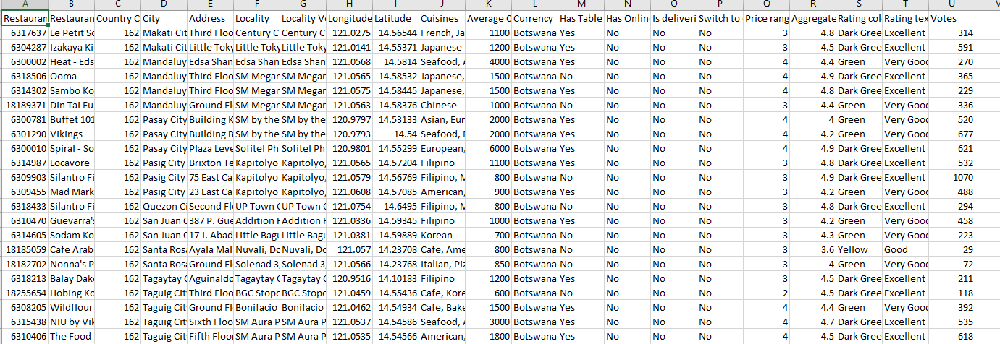 A B C D E F G H I J K L M N O P Q R S T U V
Restauran Restauran Country C City Address Locality Locality Ve Longitude Latitude Cuisines Average C Currency Has Table Has Online Is deliveri Switch to Price rang Aggregate Rating col Rating tex Votes
6317637 Le Petit So 162 Makati Cit Third Floo Century C Century C 121.0275 14.56544 French, Ja 1100 Botswana Yes No No No 3 4.8 Dark Gree Excellent 314
6304287 Izakaya Ki 162 Makati Cit Little Toky Little Toky Little Toky 121.0141 14.55371 Japanese 1200 Botswana Yes No No No 3 4.5 Dark Gree Excellent 591
6300002 Heat - Eds 162 Mandaluy Edsa Shan Edsa Shan Edsa Shan 121.0568 14.5814 Seafood, A 4000 Botswana Yes No No No 4 4.4 Green Very Good 270
6318506 Ooma 162 Mandaluy Third Floo SM Megar SM Megar 121.0565 14.58532 Japanese, 1500 Botswana No No No No 4 4.9 Dark Gree Excellent 365
6314302 Sambo Ko 162 Mandaluy Third Floo SM Megar SM Megar 121.0575 14.58445 Japanese, 1500 Botswana Yes No No No 4 4.8 Dark Gree Excellent 229
18189371 Din Tai Fu 162 Mandaluy Ground Fl SM Megar SM Megar 121.0563 14.58376 Chinese 1000 Botswana No No No No 3 4.4 Green Very Good 336
6300781 Buffet 101 162 Pasay City Building K SM by the SM by the 120.9797 14.53133 Asian, Eur 2000 Botswana Yes No No No 4 4 Green Very Good 520
6301290 Vikings 162 Pasay City Building B SM by the SM by the 120.9793 14.54 Seafood, F 2000 Botswana Yes No No No 4 4.2 Green Very Good 677
6300010 Spiral - So 162 Pasay City Plaza Leve Sofitel Ph Sofitel Ph 120.9801 14.55299 European, 6000 Botswana Yes No No No 4 4.9 Dark Gree Excellent 621
6314987 Locavore 162 Pasig City Brixton Te Kapitolyo Kapitolyo, 121.0565 14.57204 Filipino 1100 Botswana Yes No No No 3 4.8 Dark Gree Excellent 532
6309903 Silantro Fi 162 Pasig City 75 East Ca Kapitolyo Kapitolyo, 121.0579 14.56769 Filipino, M 800 Botswana No No No No 3 4.9 Dark Gree Excellent 1070
6309455 Mad Mark 162 Pasig City 23 East Ca Kapitolyo Kapitolyo, 121.0608 14.57085 American, 900 Botswana Yes No No No 3 4.2 Green Very Good 488
6318433 Silantro Fi 162 Quezon Ci Second Fl UP Town C UP Town C 121.0754 14.6495 Filipino, M 800 Botswana No No No No 3 4.8 Dark Gree Excellent 294
6310470 Guevarra's 162 San Juan C 387 P. Gue Addition H Addition H 121.0336 14.59345 Filipino 1000 Botswana Yes No No No 3 4.2 Green Very Good 458
6314605 Sodam Ko 162 San Juan C 17 J. Abad Little Bagu Little Bagu 121.0381 14.59889 Korean 700 Botswana No No No No 3 4.3 Green Very Good 223
18185059 Cafe Arab 162 Santa Rosa Ayala Mal Nuvali, Do Nuvali, Do 121.057 14.23708 Cafe, Ame 800 Botswana No No No No 3 3.6 Yellow Good 29
18182702 Nonna's P 162 Santa Rosa Ground Fl Solenad 3 Solenad 3, 121.0566 14.23768 Italian, Piz 850 Botswana No No No No 3 4 Green Very Good 72
6318213 Balay Dako 162 Tagaytay C Aguinaldo Tagaytay C Tagaytay C 120.9516 14.10183 Filipino 1200 Botswana Yes No No No 3 4.5 Dark Gree Excellent 211
18255654 Hobing Ko 162 Taguig Cit Third Floo BGC Stopo BGC Stopo 121.0459 14.55436 Cafe, Kore 600 Botswana No No No No 2 4.5 Dark Gree Excellent 118
6308205 Wildflour 162 Taguig Cit Ground Fl Bonifacio Bonifacio 121.0462 14.54934 Cafe, Bake 1500 Botswana Yes No No No 4 4.4 Green Very Good 392
6315438 NIU by Vik 162 Taguig Cit Sixth Floo SM Aura P SM Aura P 121.0537 14.54586 Seafood, A 3000 Botswana Yes No No No 4 4.7 Dark Gree Excellent 535
6310406 The Food 162 Taguig Cit Fifth Floor SM Aura P SM Aura P 121.0535 14.54566 American, 1800 Botswana Yes No No No 4 4.5 Dark Gree Excellent 618